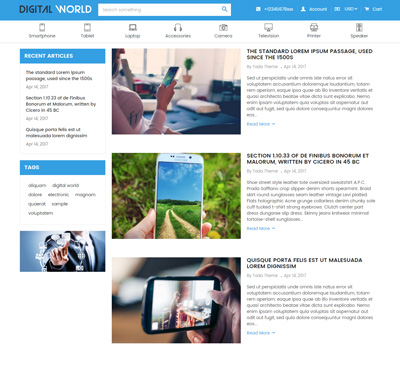 DIGITAL WORLD
Search something
Account
USD
Cart
Smartphone
Tablet
Laptop
Accessories
Camera
Television
Printer
Speaker
RECENT ARTICLES
The standard Lorem Ipsum
passage, used since the 1500s
Apr 14, 2017
Section 1.10.33 of de Finibus
Bonorum et Malorum, written by
Cicero in 45 BC
Apr 14, 2017
Quisque porta felis est ut
malesuada lorem dignissim
Apr 14, 2017
TAGS
aliquam digital world
dolore electronic magnam
quaerat sample
voluptatem
THE STANDARD LOREM IPSUM PASSAGE, USED
SINCE THE 1500S
By Tada Theme Apr 14, 2017
Sed ut perspiciatis unde omnis iste natus error sit
voluptatem accusantium doloremque laudantium, totam
rem aperiam, eaque ipsa quae ab illo inventore veritatis et
quasi architecto beatae vitae dicta sunt explicabo. Nemo
enim ipsam voluptatem quia voluptas sit aspernatur aut
odit aut fugit, sed quia consequuntur magni dolores
eos...
Read More
SECTION 1.10.33 OF DE FINIBUS BONORUM ET
MALORUM, WRITTEN BY CICERO IN 45 BC
By Tada Theme Apr 14, 2017
Shoe street style leather tote oversized sweatshirt A.P.C.
Prada Saffiano crop slipper denim shorts spearmint. Braid
skirt round sunglasses seam leather vintage Levi plaited.
Flats holographic Acne grunge collarless denim chunky sole
cuff tucked t-shirt strong eyebrows. Clutch center part
dress dungaree slip dress. Skinny jeans knitwear minimal
tortoise-shell sunglasses...
Read More
QUISQUE PORTA FELIS EST UT MALESUADA
LOREM DIGNISSIM
By Tada Theme Apr 14, 2017
Sed ut perspiciatis unde omnis iste natus error sit
voluptatem accusantium doloremque laudantium, totam
rem aperiam, eaque ipsa quae ab illo inventore veritatis et
quasi architecto beatae vitae dicta sunt explicabo. Nemo
enim ipsam voluptatem quia voluptas sit aspernatur aut
odit aut fugit, sed quia consequuntur magni dolores
eos...
Read More